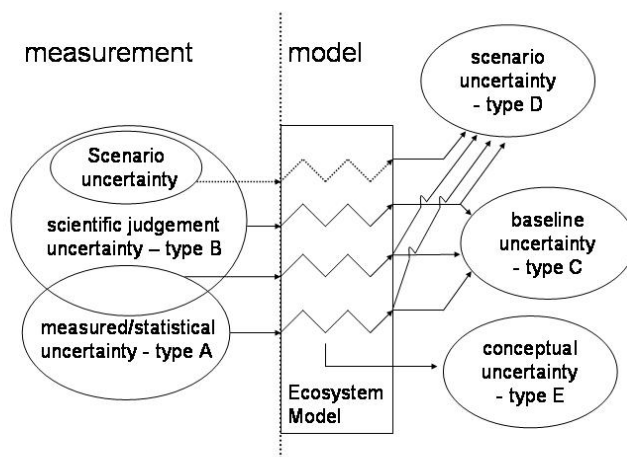 measurement
model
Scenario
uncertainty
scientific judgement
uncertainty – type B
measured/statistical
uncertainty - type A
Ecosystem
Model
scenario
uncertainty
- type D
baseline
uncertainty
- type C
conceptual
uncertainty
- type E